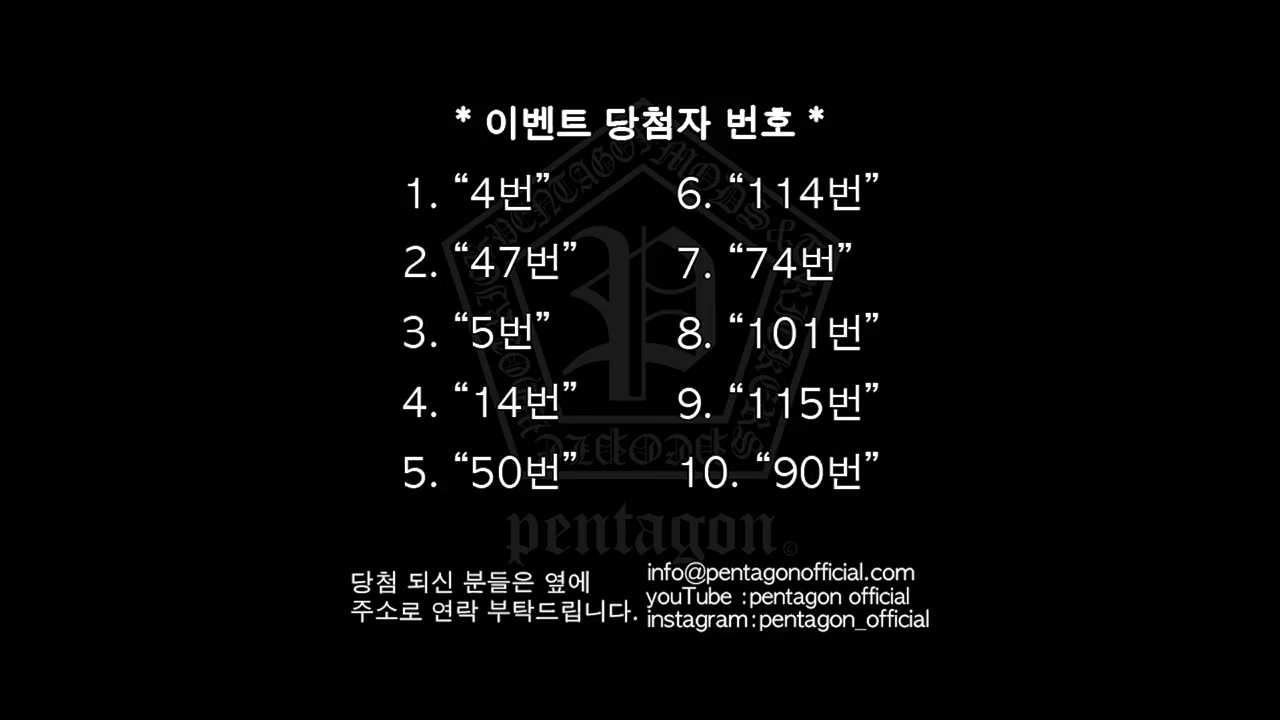 * 이벤트 당첨자 번호 *
1. “4번”
2. “47번”
3. “5번”
4. “14번”
5. “50번”
6. “114번”
7. “74번”
8. “101번”
9. “115번”
10. “90번”
P
pentagon ©
당첨 되신 분들은 옆에
주소로 연락 부탁드립니다.
info@pentagonofficial.com
youTube :pentagon official
instagram:pentagon_official